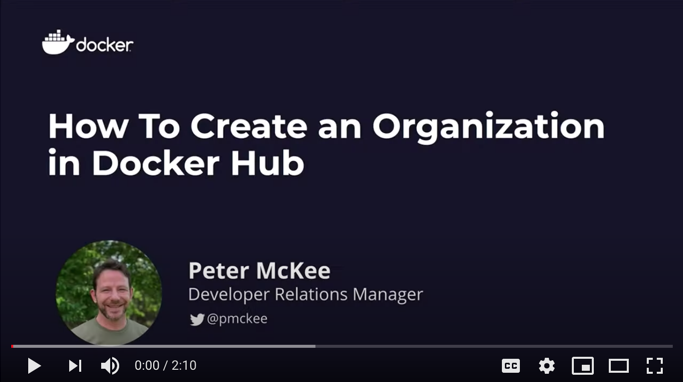 docker
How To Create an Organization
in Docker Hub
Peter McKee
Developer Relations Manager
@pmckee
0:00 / 2:10
CC